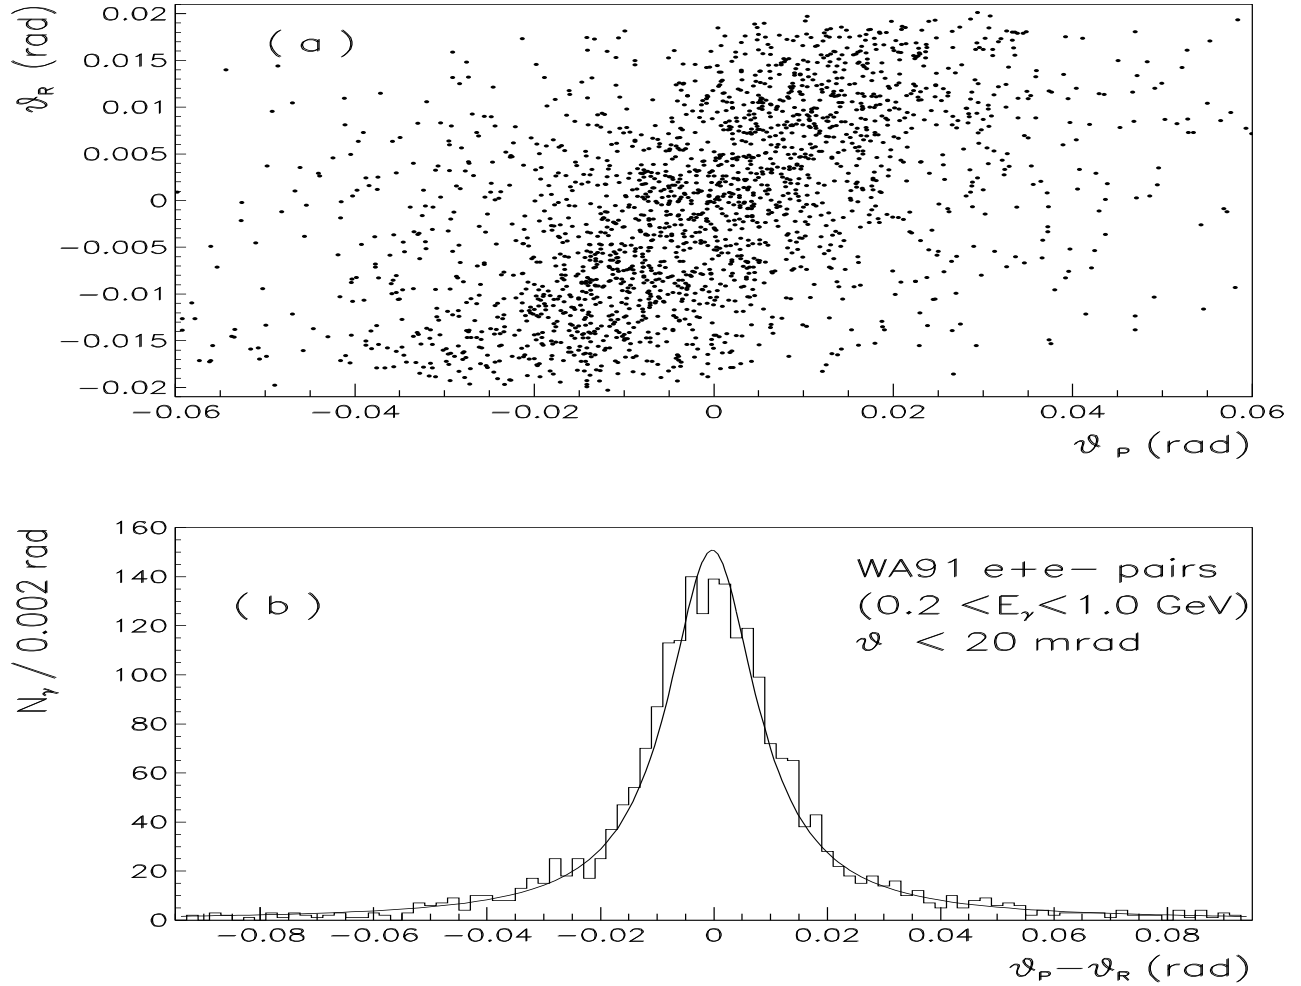 ϑR (rad)
( a )
0.02
0.015
0.01
0.005
0
−0.005
−0.01
−0.015
−0.02
−0.06 −0.04 −0.02 0 0.02 0.04 0.06
ϑ P (rad)
Nγ / 0.002 rad
( b )
160
140
120
100
80
60
40
20
0
WA91 e+e− pairs
(0.2 <Eγ<1.0 GeV)
ϑ < 20 mrad
−0.08 −0.06 −0.04 −0.02 0 0.02 0.04 0.06 0.08
ϑP−ϑR (rad)